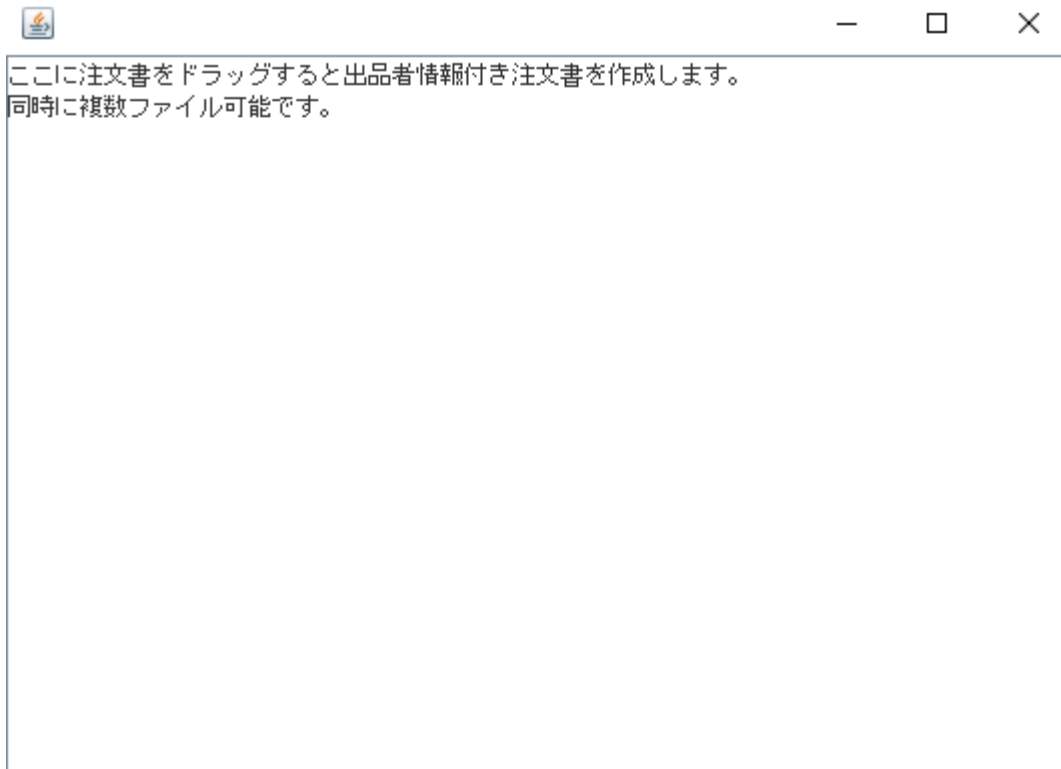 ここに注文書をドラッグすると出品者情報付き注文書を作成します。
同時に複数ファイル可能です。